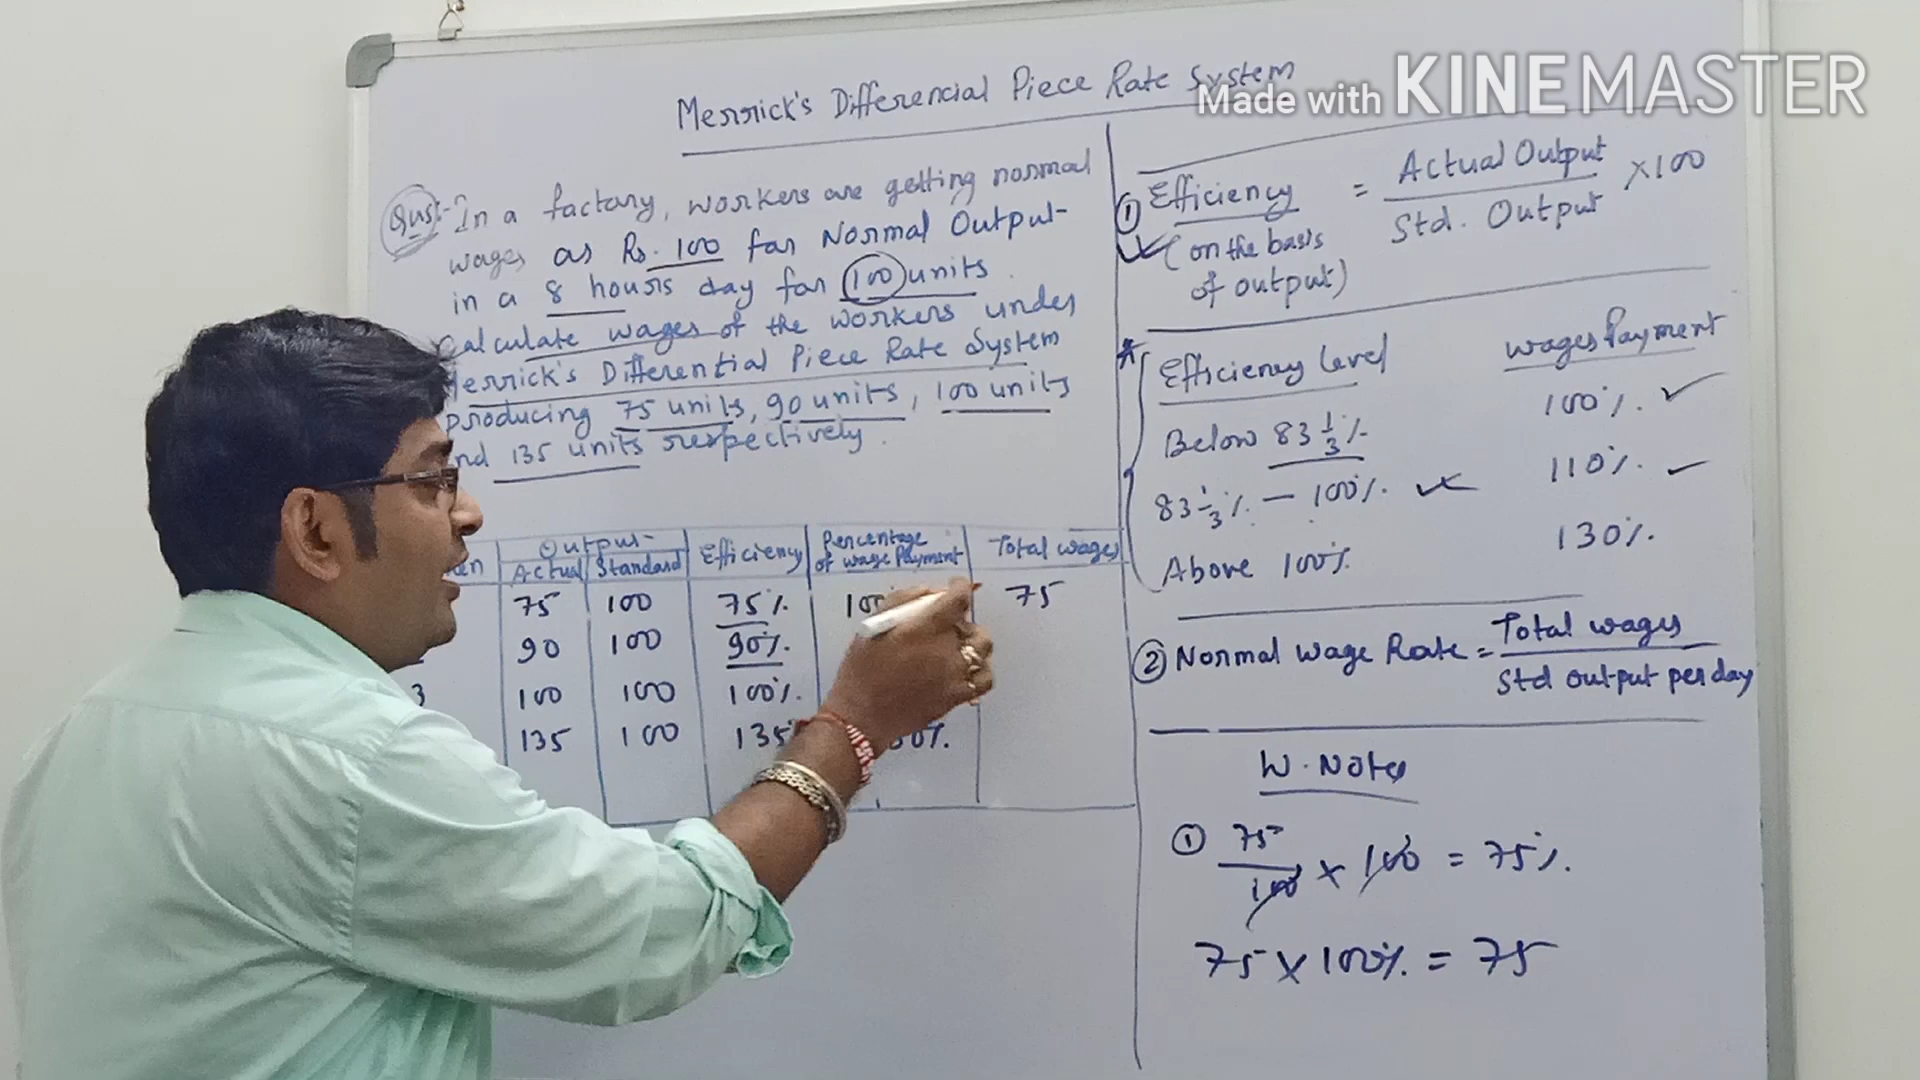 Merrick's Differencial Piece Rate System
Made with KINEMASTER
Qus:- In a factory, workers are getting normal
wages as Rs. 100 for Normal Output-
in a 8 hours day for 100 units.
Calculate wages of the workers under
Merrick's Differential Piece Rate System
producing 75 units, 90 units, 100 units
and 135 units respectively.
Output- Efficiency Percentage of wage Payment Total wages
Actual Standard
75 100 75% 75
90 100 90%
3 100 100 100%
135 100 135%
① Efficiency = Actual Output / Std. Output × 100
(on the basis
of output)
* Efficiency Level Wages Payment
Below 83 1/3 % 100%.
83 1/3 % — 100%. 110%.
Above 100% 130%.
② Normal Wage Rate = Total wages / Std output per day
W. Notes
① 75 / 100 × 100 = 75%.
75 × 100% = 75